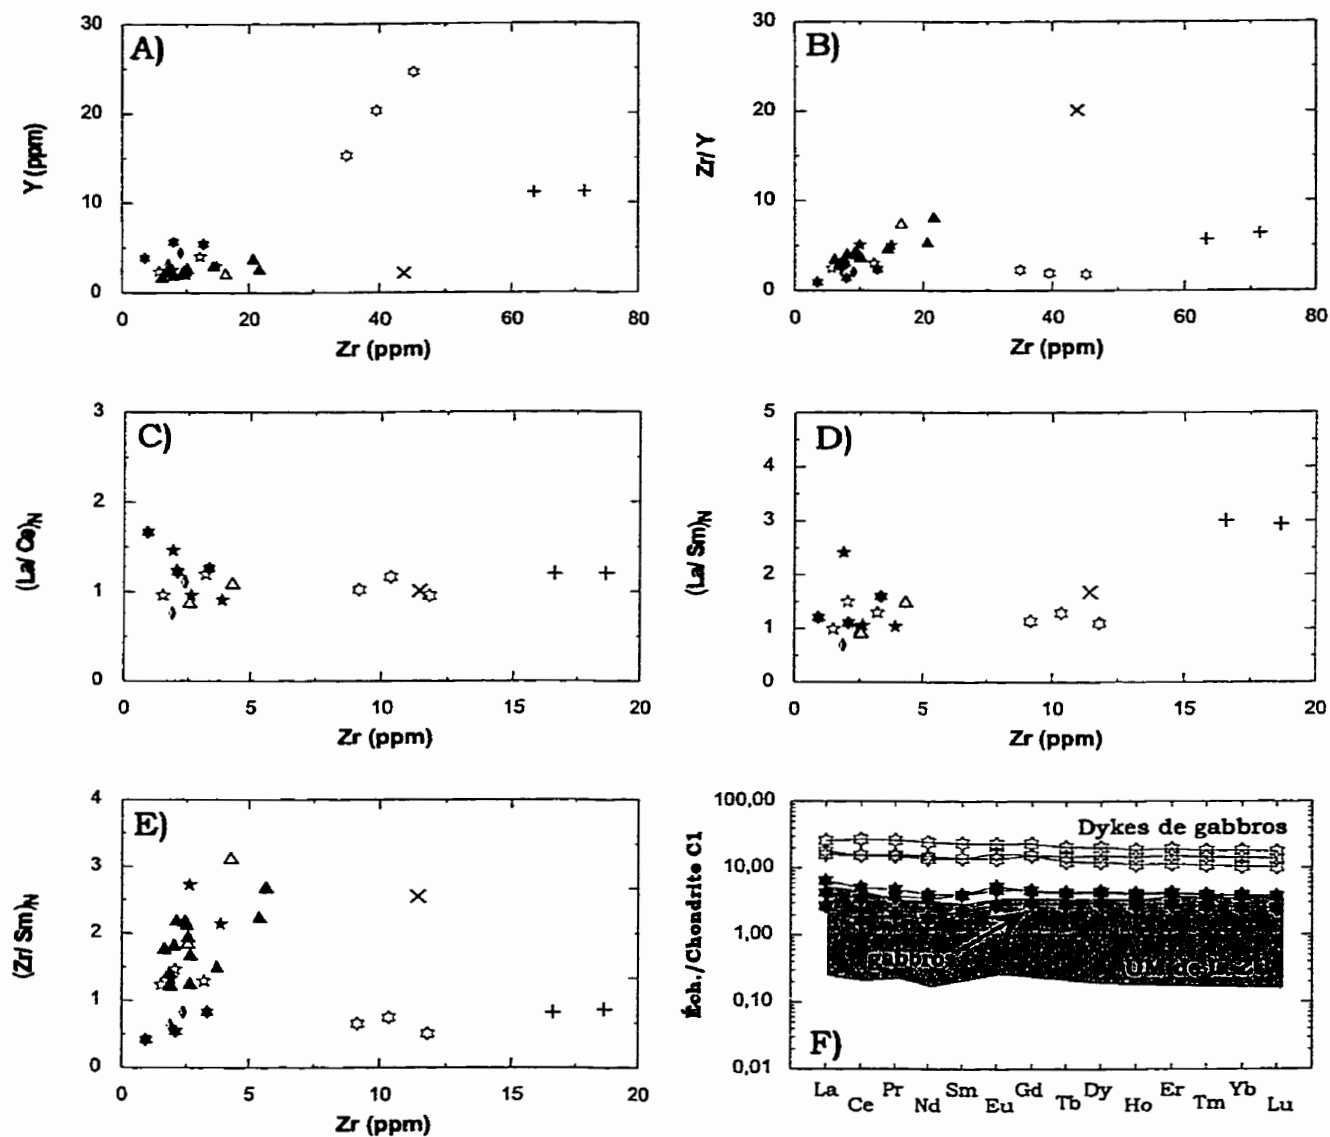 A)
Y (ppm)
30
20
10
0
0 20 40 60 80
Zr (ppm)
B)
Zr/Y
30
20
10
0
0 20 40 60 80
Zr (ppm)
C)
(La/Ce)N
3
2
1
0
0 5 10 15 20
Zr (ppm)
D)
(La/Sm)N
5
4
3
2
1
0
0 5 10 15 20
Zr (ppm)
E)
(Zr/Sm)N
4
3
2
1
0
0 5 10 15 20
Zr (ppm)
F)
Éch./Chondrite C1
100,00
10,00
1,00
0,10
0,01
Dykes de gabbros
gabbros
La Ce Pr Nd Sm Eu Gd Tb Dy Ho Er Tm Yb Lu